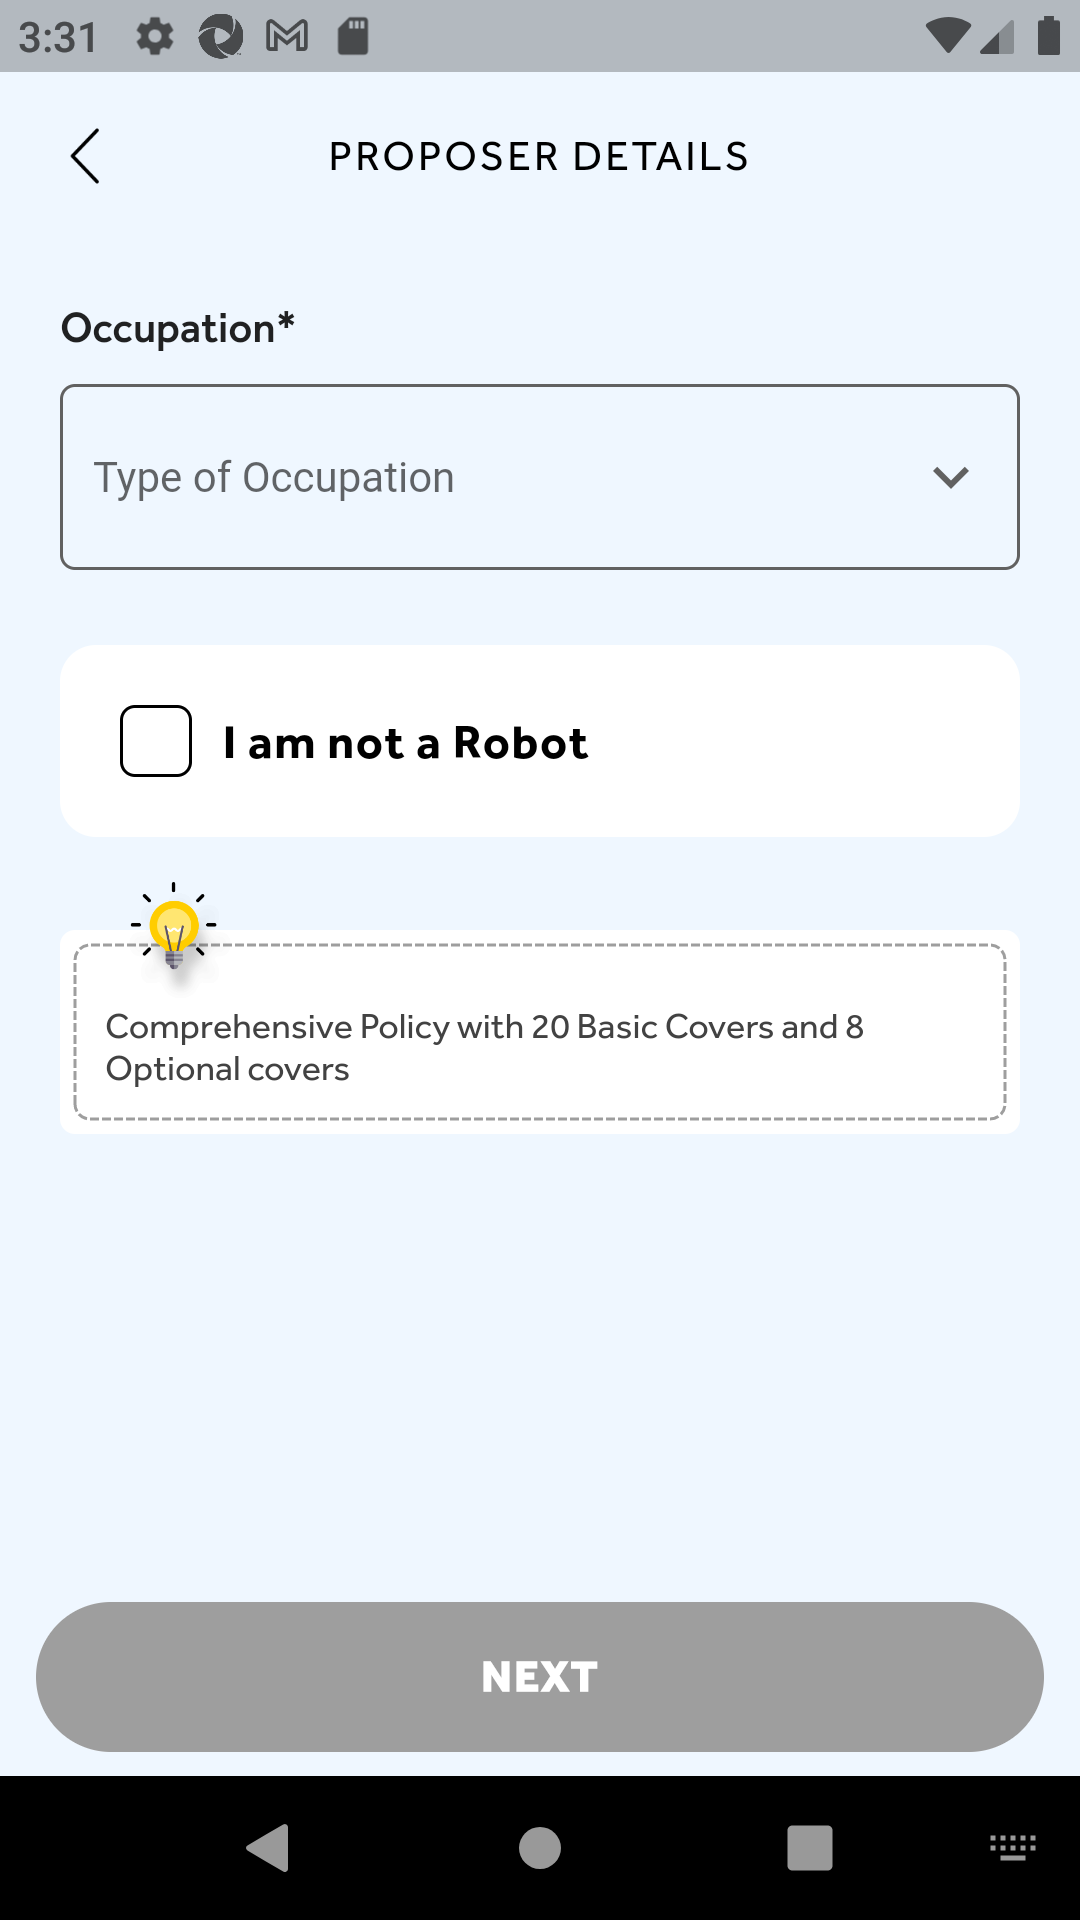 3:31
PROPOSER DETAILS
Occupation*
Type of Occupation
I am not a Robot
Comprehensive Policy with 20 Basic Covers and 8
Optional covers
NEXT